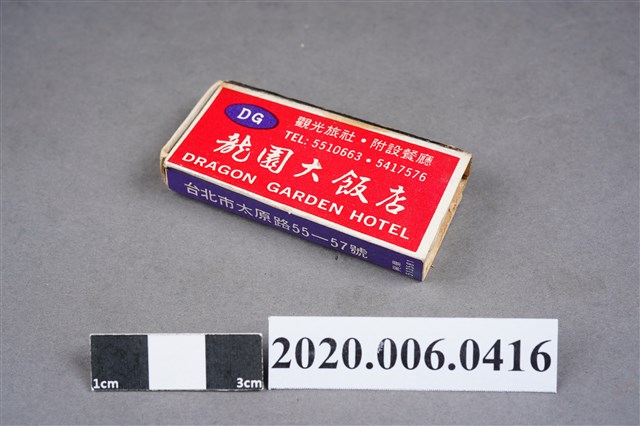 DG
觀光旅社・附設餐廳
TEL: 5510663・5417576
龍園大飯店
DRAGON GARDEN HOTEL
台北市太原路55—57號
1cm
3cm
2020.006.0416